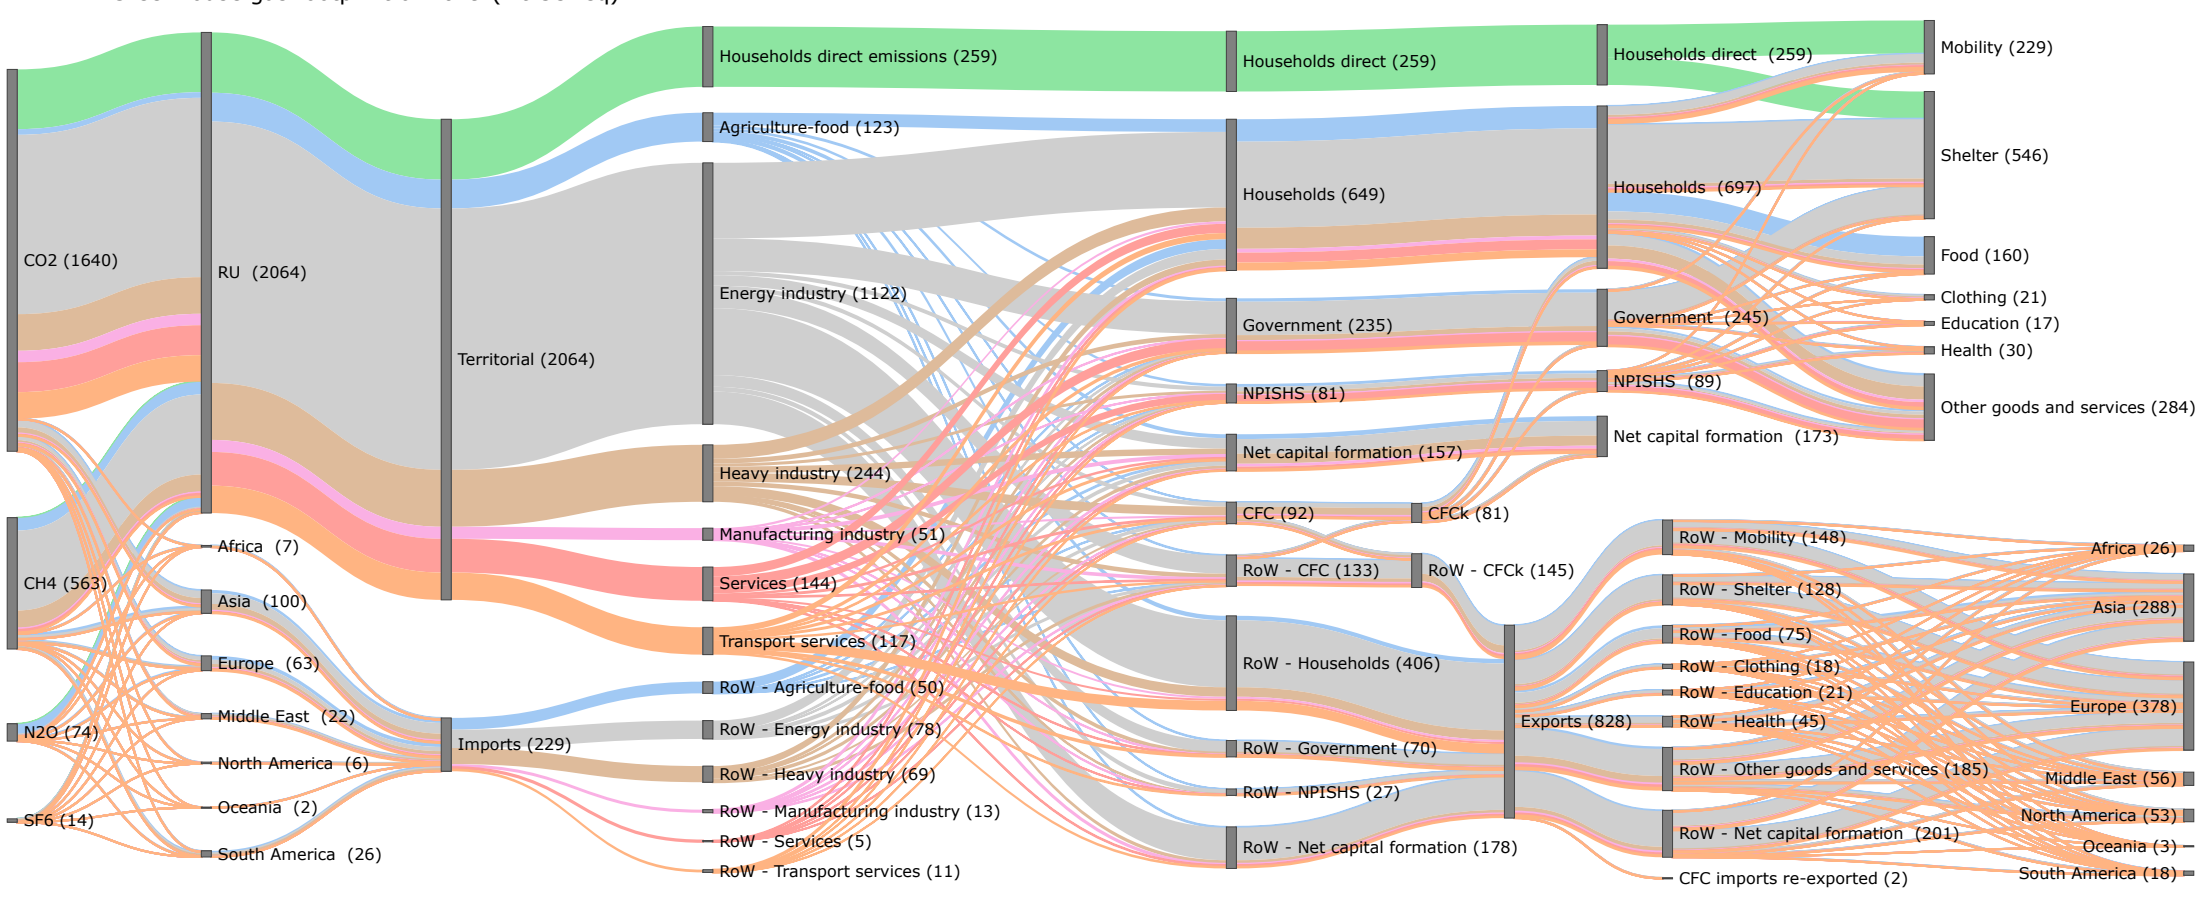 CO2 (1640)
CH4 (563)
N2O (74)
SF6 (14)
RU (2064)
Africa (7)
Asia (100)
Europe (63)
Middle East (22)
North America (6)
Oceania (2)
South America (26)
Territorial (2064)
Imports (229)
Households direct emissions (259)
Agriculture-food (123)
Energy industry (1122)
Heavy industry (244)
Manufacturing industry (51)
Services (144)
Transport services (117)
RoW - Agriculture-food (50)
RoW - Energy industry (78)
RoW - Heavy industry (69)
RoW - Manufacturing industry (13)
RoW - Services (5)
RoW - Transport services (11)
Households direct (259)
Households (649)
Government (235)
NPISHS (81)
Net capital formation (157)
CFC (92)
RoW - CFC (133)
RoW - Households (406)
RoW - Government (70)
RoW - NPISHS (27)
RoW - Net capital formation (178)
CFCk (81)
RoW - CFCk (145)
Exports (828)
Households direct (259)
Households (697)
Government (245)
NPISHS (89)
Net capital formation (173)
RoW - Mobility (148)
RoW - Shelter (128)
RoW - Food (75)
RoW - Clothing (18)
RoW - Education (21)
RoW - Health (45)
RoW - Other goods and services (185)
RoW - Net capital formation (201)
CFC imports re-exported (2)
Mobility (229)
Shelter (546)
Food (160)
Clothing (21)
Education (17)
Health (30)
Other goods and services (284)
Africa (26)
Asia (288)
Europe (378)
Middle East (56)
North America (53)
Oceania (3)
South America (18)